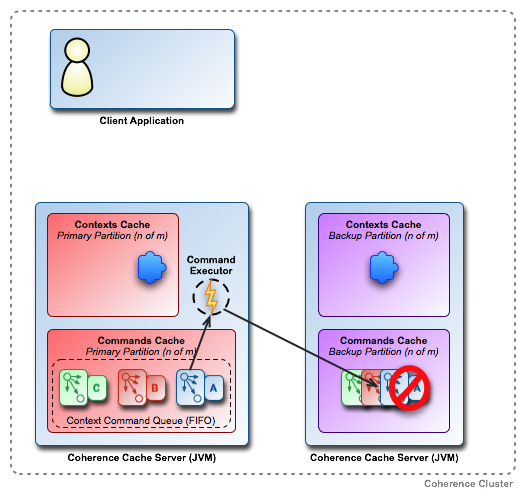 Client Application
Contexts Cache
Primary Partition (n of m)
Command
Executor
Commands Cache
Primary Partition (n of m)
C
B
A
Context Command Queue (FIFO)
Coherence Cache Server (JVM)
Contexts Cache
Backup Partition (n of m)
Commands Cache
Backup Partition (n of m)
A
Coherence Cache Server (JVM)
Coherence Cluster